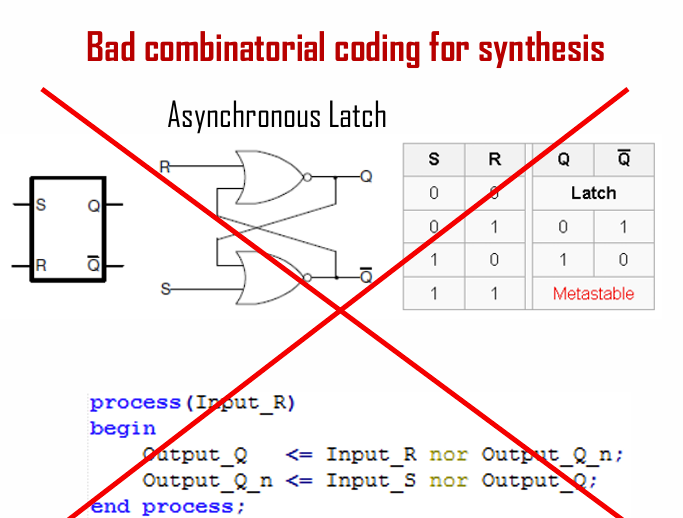 Bad combinatorial coding for synthesis
Asynchronous Latch
S Q
R Q̅
R Q
S Q̅
S R Q Q̅
0 0 Latch
0 1 0 1
1 0 1 0
1 1 Metastable
process(Input_R)
begin
Output_Q <= Input_R nor Output_Q_n;
Output_Q_n <= Input_S nor Output_Q;
end process;